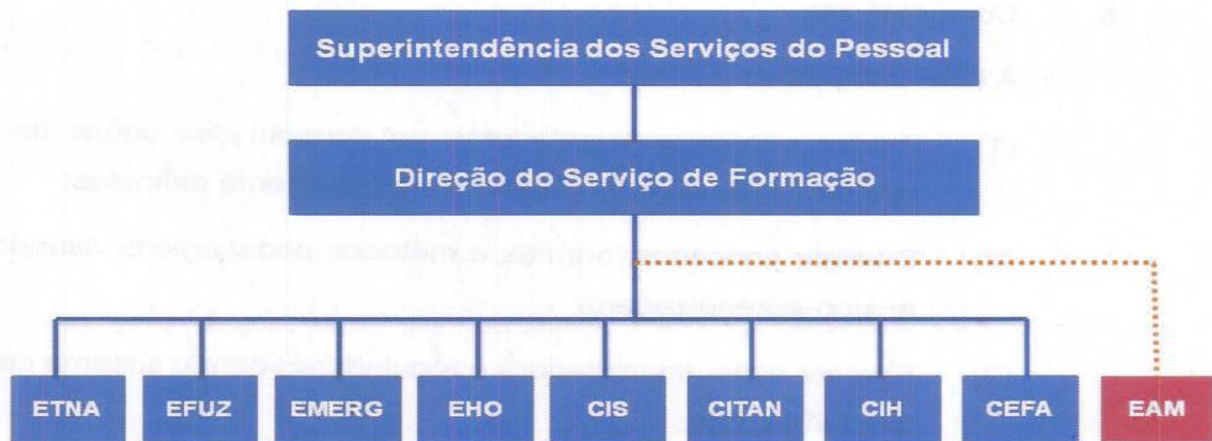 Superintendência dos Serviços do Pessoal
Direção do Serviço de Formação
ETNA EFUZ EMERG EHO CIS CITAN CIH CEFA EAM